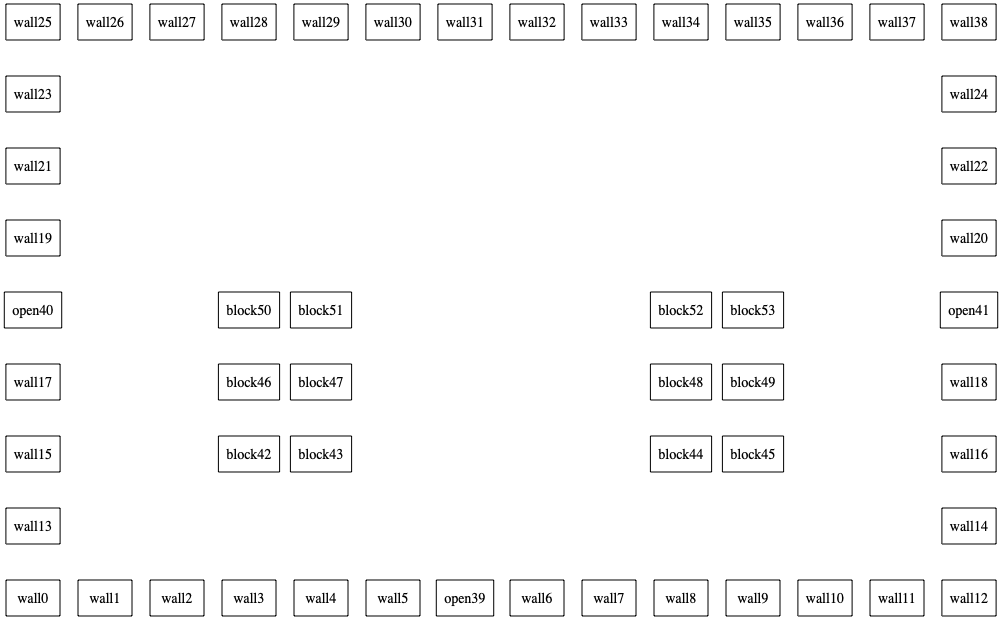 wall25 wall26 wall27 wall28 wall29 wall30 wall31 wall32 wall33 wall34 wall35 wall36 wall37 wall38
wall23 wall24
wall21 wall22
wall19 wall20
open40 block50 block51 block52 block53 open41
wall17 block46 block47 block48 block49 wall18
wall15 block42 block43 block44 block45 wall16
wall13 wall14
wall0 wall1 wall2 wall3 wall4 wall5 open39 wall6 wall7 wall8 wall9 wall10 wall11 wall12